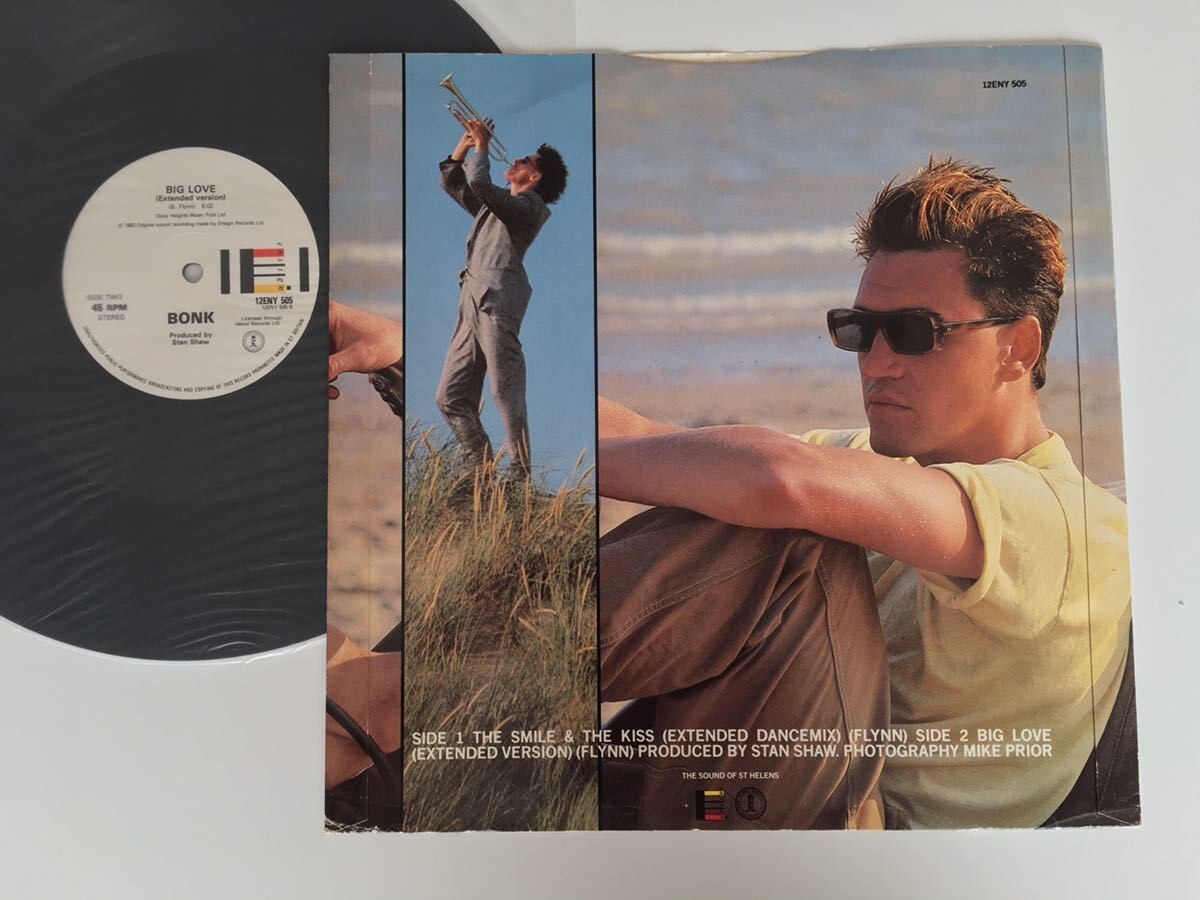 BIG LOVE
(Extended version)
(B. Flynn) 6.02
Dizzy Heights Music Publ Ltd
Original sound recording made by Ensign Records Ltd
SIDE TWO
45 RPM
STEREO
12ENY 505
12ENY 505-B
BONK
Licensed through
Island Records Ltd
Produced by
Stan Shaw
UNAUTHORISED PUBLIC PERFORMANCE BROADCASTING AND COPYING OF THIS RECORD PROHIBITED MADE IN GT. BRITAIN
12ENY 505
SIDE 1 THE SMILE & THE KISS (EXTENDED DANCEMIX) (FLYNN) SIDE 2 BIG LOVE
(EXTENDED VERSION) (FLYNN) PRODUCED BY STAN SHAW. PHOTOGRAPHY MIKE PRIOR
THE SOUND OF ST HELENS